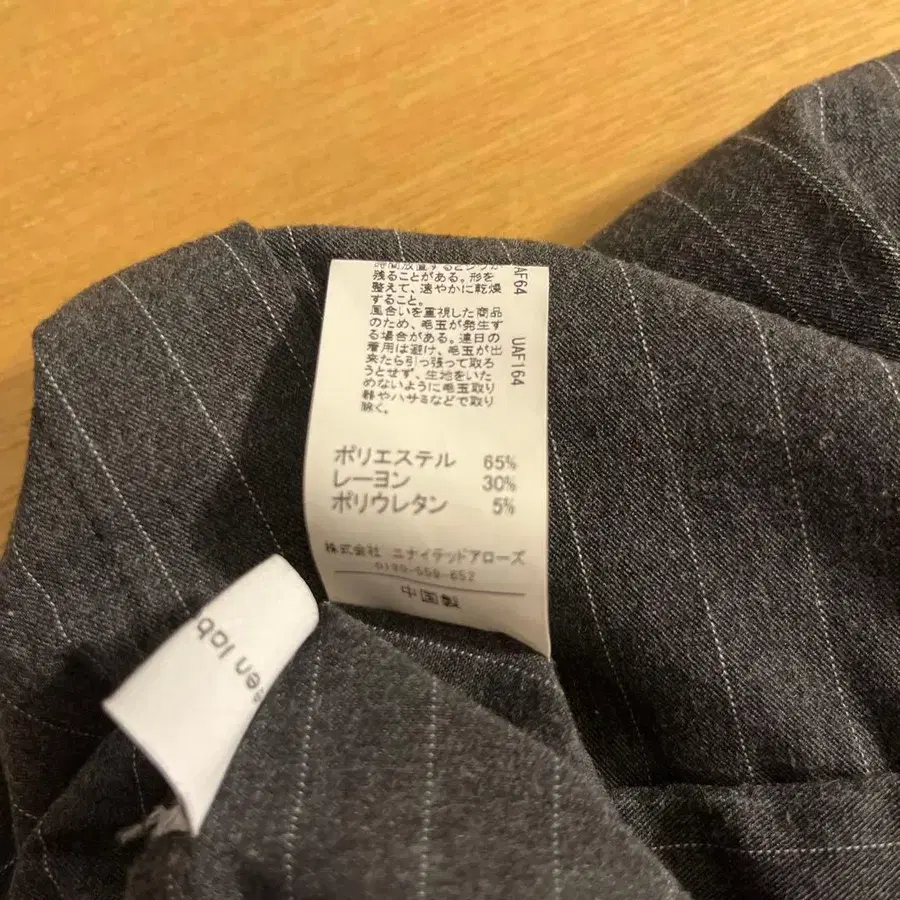 時間放置するとシワが
残ることがある。形を
整えて、速やかに乾燥
すること。
風合いを重視した商品
のため、毛玉が発生す
る場合がある。連日の
着用は避け、毛玉が出
来たら引っ張って取ろ
うとせず、生地をいた
めないように毛玉取り
器やハサミなどで取り
除く。
ポリエステル 65%
レーヨン 30%
ポリウレタン 5%
株式会社 ユナイテッドアローズ
0120-559-652
中国製
UAF64 UAF164
en lab